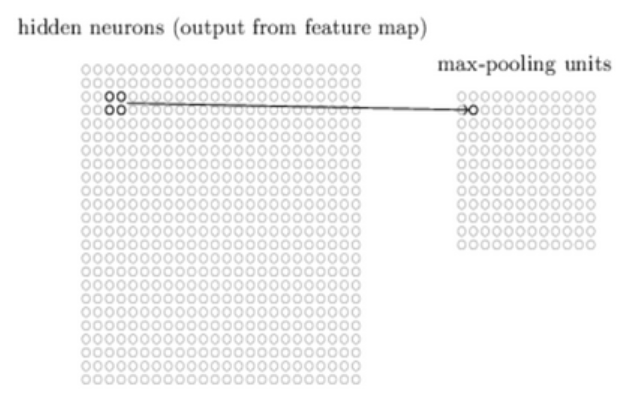 hidden neurons (output from feature map)
max-pooling units